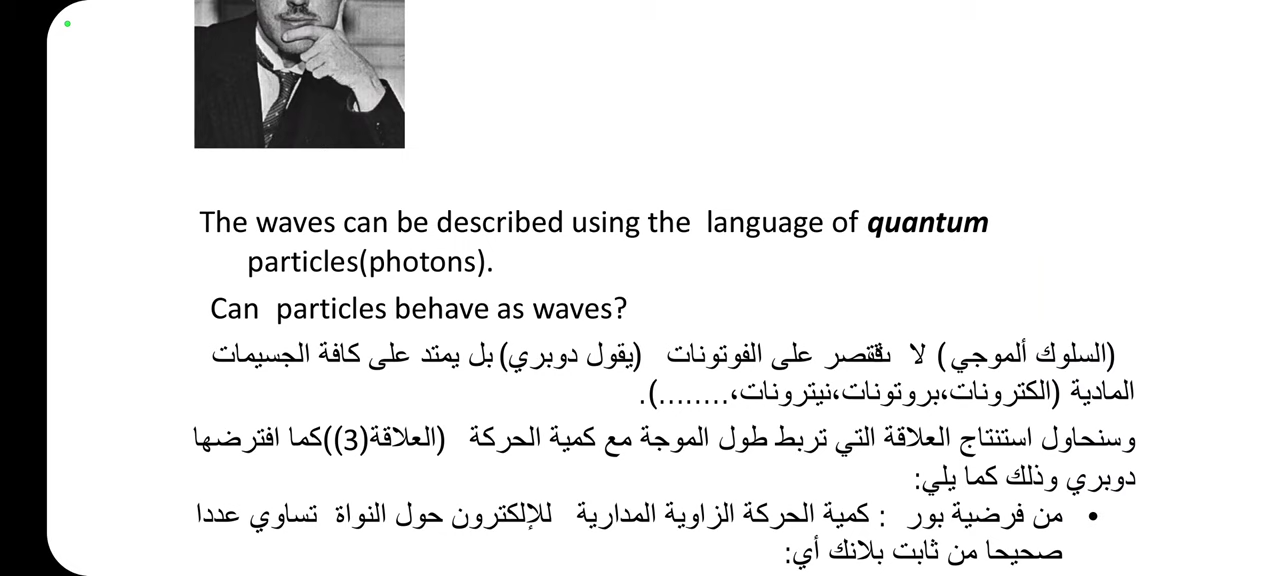 The waves can be described using the language of quantum
particles(photons).
Can particles behave as waves?
(السلوك ألموجي) لا يقتصر على الفوتونات (يقول دوبري) بل يمتد على كافة الجسيمات
المادية (الكترونات،بروتونات،نيترونات،........).
وسنحاول استنتاج العلاقة التي تربط طول الموجة مع كمية الحركة (العلاقة(3))كما افترضها
دوبري وذلك كما يلي:
• من فرضية بور : كمية الحركة الزاوية المدارية للإلكترون حول النواة تساوي عددا
صحيحا من ثابت بلانك أي: